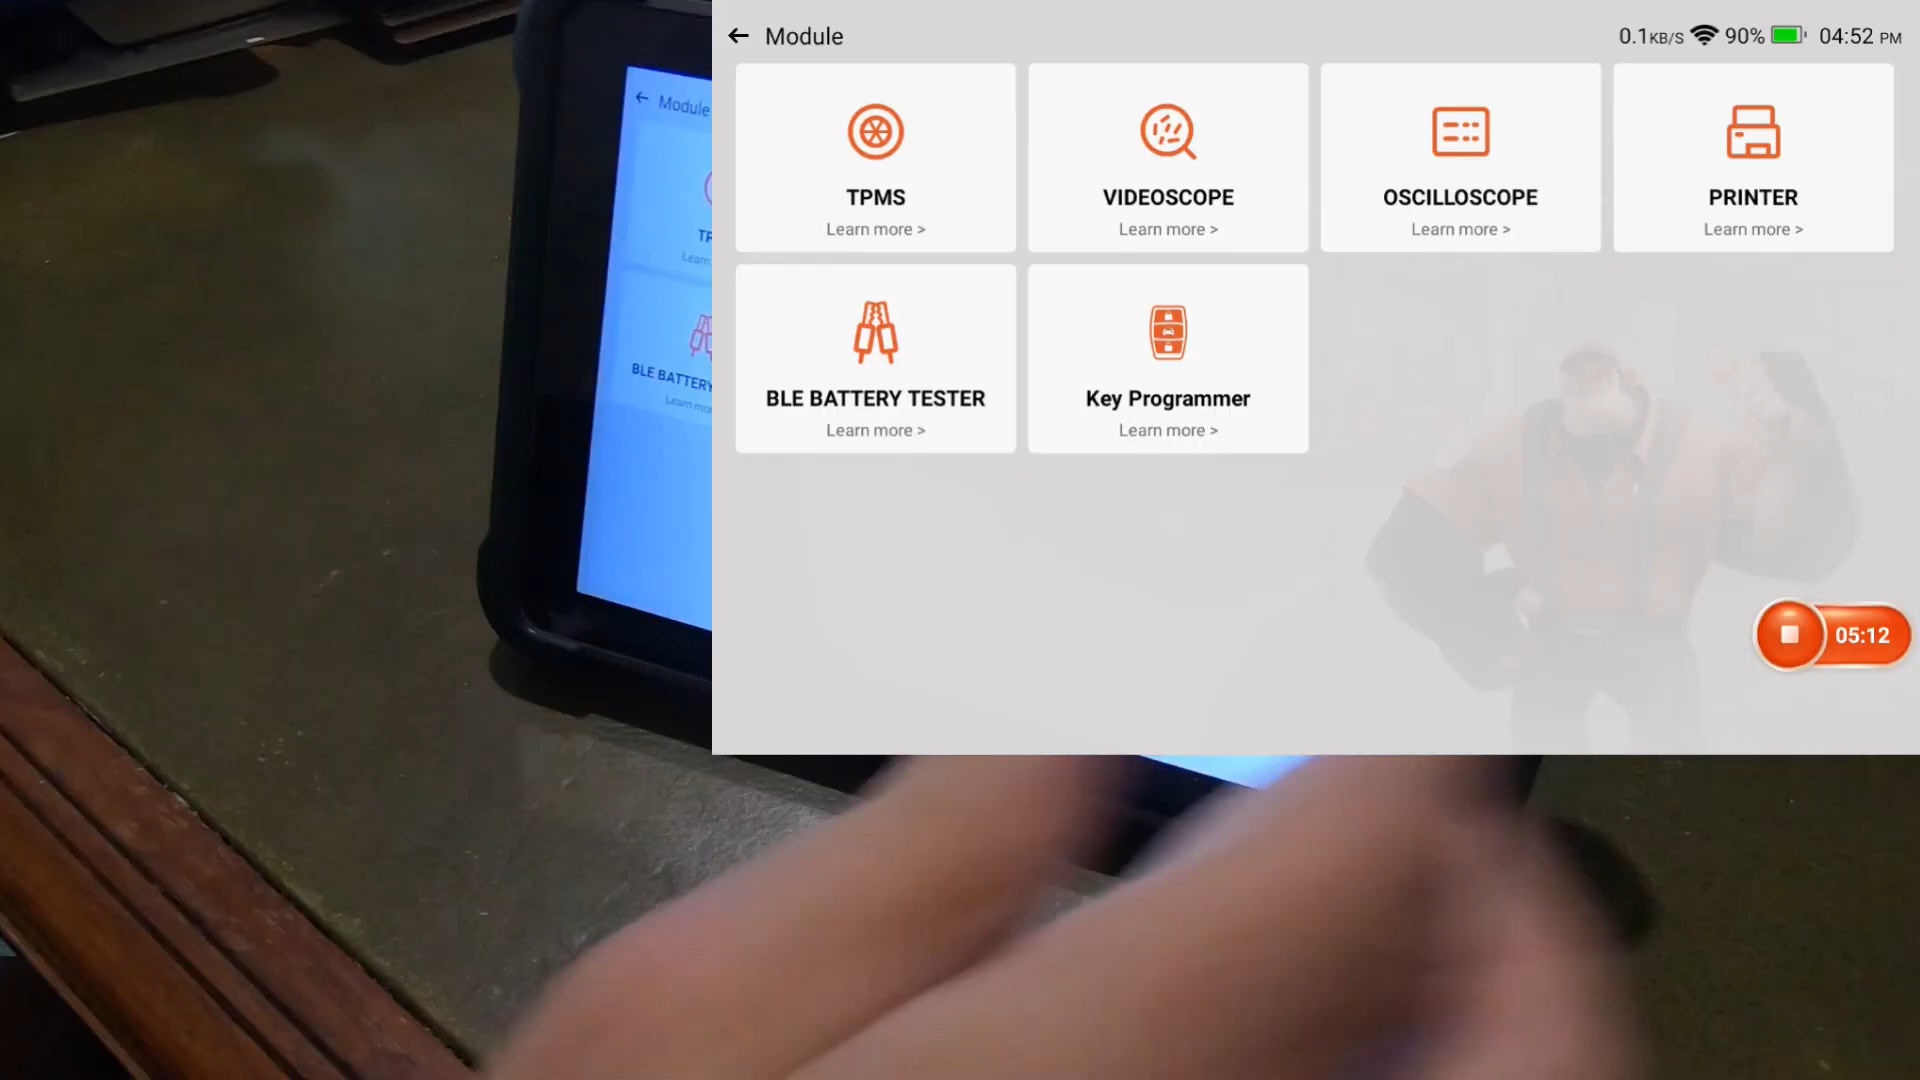 Module
0.1KB/S 90% 04:52 PM
TPMS
Learn more >
VIDEOSCOPE
Learn more >
OSCILLOSCOPE
Learn more >
PRINTER
Learn more >
BLE BATTERY TESTER
Learn more >
Key Programmer
Learn more >
05:12
Module
BLE BATTERY